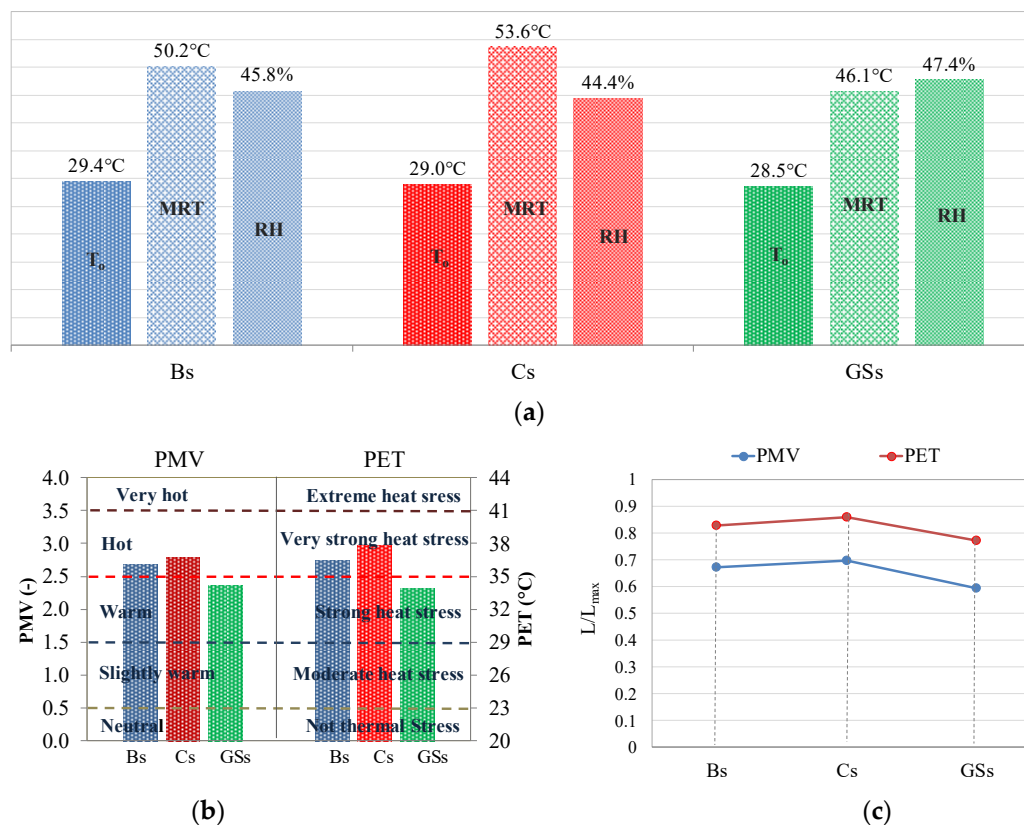 50.2°C
45.8%
29.4°C
MRT
RH
To
53.6°C
44.4%
29.0°C
MRT
RH
To
46.1°C
47.4%
28.5°C
MRT
RH
To
Bs Cs GSs
(a)
PMV PET
4.0 Very hot Extreme heat sress 44
3.5 41
3.0 Hot Very strong heat stress 38
2.5 35
2.0 Warm Strong heat stress 32
1.5 29
1.0 Slightly warm Moderate heat stress 26
0.5 23
0.0 Neutral Not thermal Stress 20
PMV (-)
PET (°C)
Bs Cs GSs Bs Cs GSs
(b)
PMV PET
1
0.9
0.8
0.7
0.6
0.5
0.4
0.3
0.2
0.1
0
L/Lmax
Bs Cs GSs
(c)